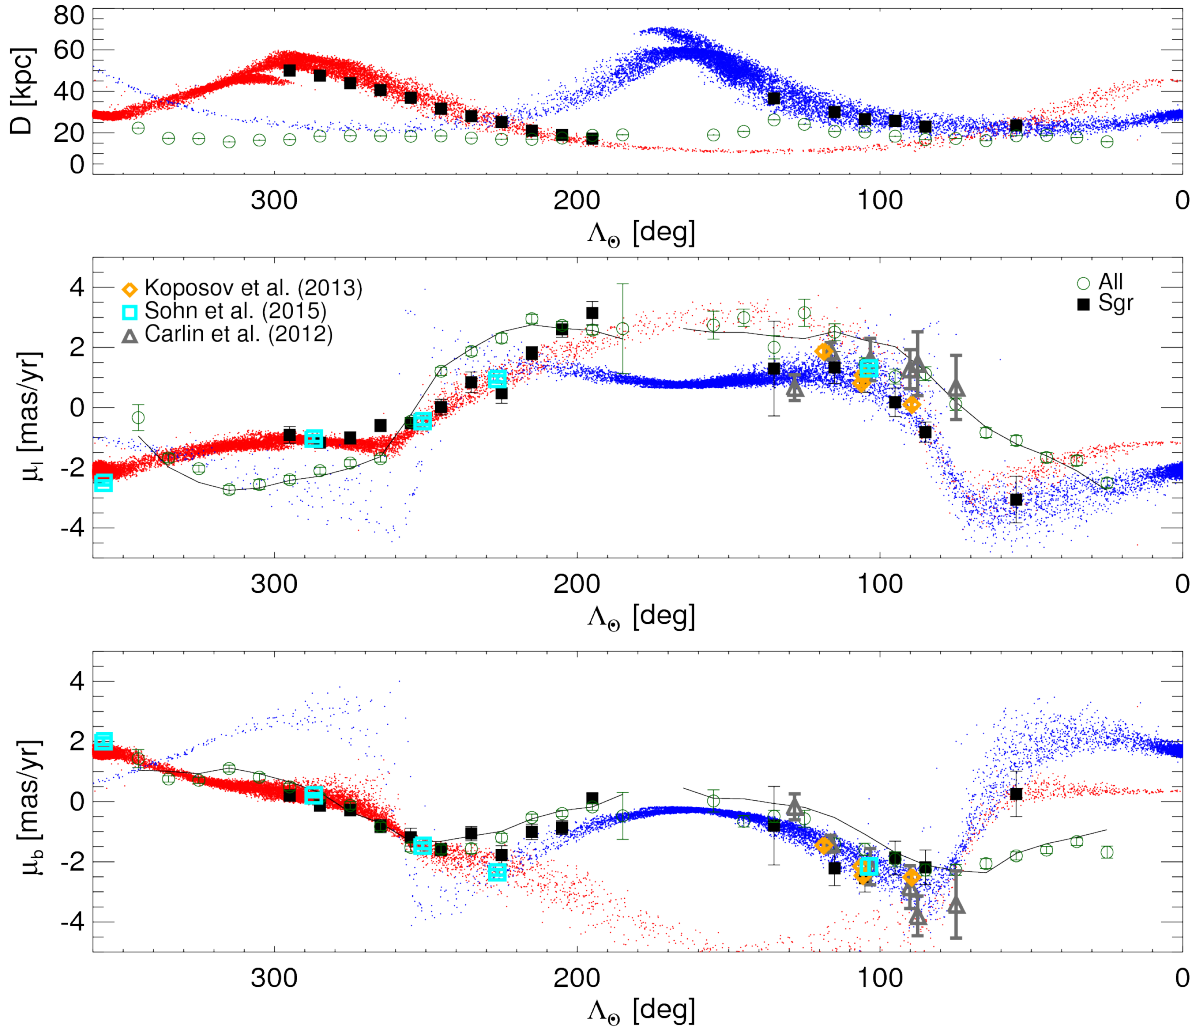 80
60
40
20
0
D [kpc]
300
200
100
0
Λ☉ [deg]
4
2
0
-2
-4
μl [mas/yr]
Koposov et al. (2013)
Sohn et al. (2015)
Carlin et al. (2012)
All
Sgr
300
200
100
0
Λ☉ [deg]
4
2
0
-2
-4
μb [mas/yr]
300
200
100
0
Λ☉ [deg]